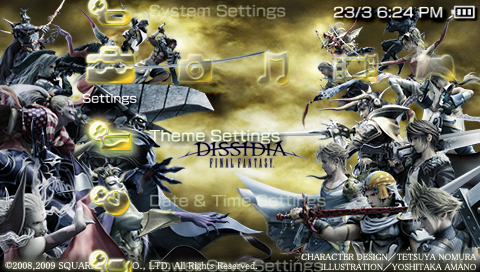 System Settings
23/3 6:24 PM
Settings
Theme Settings
DISSIDIA
FINAL FANTASY.
Date & Time Settings
CHARACTER DESIGN／TETSUYA NOMURA
©2008,2009 SQUARE CO., LTD. All Rights Reserved.
ILLUSTRATION／YOSHITAKA AMANO